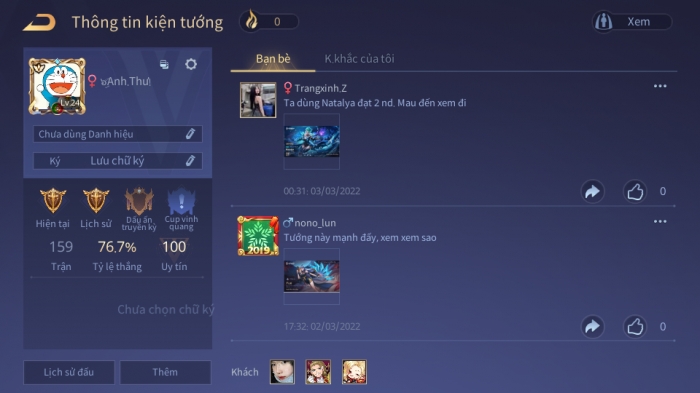 Thông tin kiện tướng
0
Xem
Bạn bè
K.khắc của tôi
Anh.Thư
Lv.24
Chưa dùng Danh hiệu
Ký
Lưu chữ ký
Hiện tại
Lịch sử
Dấu ấn truyền kỳ
Cup vinh quang
159
76.7%
100
Trận
Tỷ lệ thắng
Uy tín
Chưa chọn chữ ký
Lịch sử đấu
Thêm
Trangxinh.Z
Ta dùng Natalya đạt 2 nd. Mau đến xem đi
00:31: 03/03/2022
0
nono_lun
Tướng này mạnh đấy, xem xem sao
2019
17:32: 02/03/2022
0
Khách